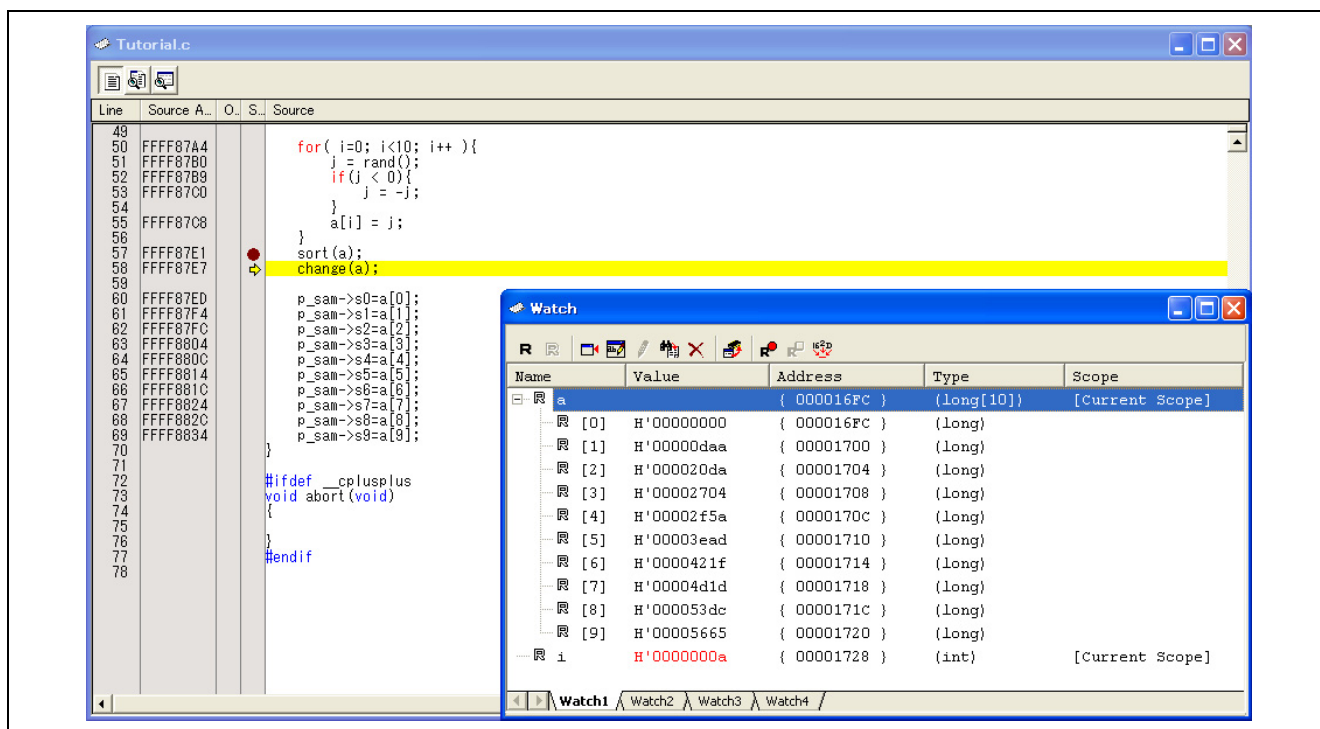 Tutorial.c
Line Source A... O.. S... Source
49
50 FFFF87A4 for( i=0; i<10; i++ ){
51 FFFF87B0 j = rand();
52 FFFF87B9 if(j < 0){
53 FFFF87C0 j = -j;
54 }
55 FFFF87C8 a[i] = j;
56 }
57 FFFF87E1 sort(a);
58 FFFF87E7 change(a);
59
60 FFFF87ED p_sam->s0=a[0];
61 FFFF87F4 p_sam->s1=a[1];
62 FFFF87FC p_sam->s2=a[2];
63 FFFF8804 p_sam->s3=a[3];
64 FFFF880C p_sam->s4=a[4];
65 FFFF8814 p_sam->s5=a[5];
66 FFFF881C p_sam->s6=a[6];
67 FFFF8824 p_sam->s7=a[7];
68 FFFF882C p_sam->s8=a[8];
69 FFFF8834 p_sam->s9=a[9];
70 }
71
72 #ifdef __cplusplus
73 void abort(void)
74 {
75
76 }
77 #endif
78
Watch
R R R R 16 2 D 10 8
Name Value Address Type Scope
R a { 000016FC } (long[10]) [Current Scope]
R [0] H'00000000 { 000016FC } (long)
R [1] H'00000daa { 00001700 } (long)
R [2] H'000020da { 00001704 } (long)
R [3] H'00002704 { 00001708 } (long)
R [4] H'00002f5a { 0000170C } (long)
R [5] H'00003ead { 00001710 } (long)
R [6] H'0000421f { 00001714 } (long)
R [7] H'00004d1d { 00001718 } (long)
R [8] H'000053dc { 0000171C } (long)
R [9] H'00005665 { 00001720 } (long)
R i H'0000000a { 00001728 } (int) [Current Scope]
Watch1 Watch2 Watch3 Watch4